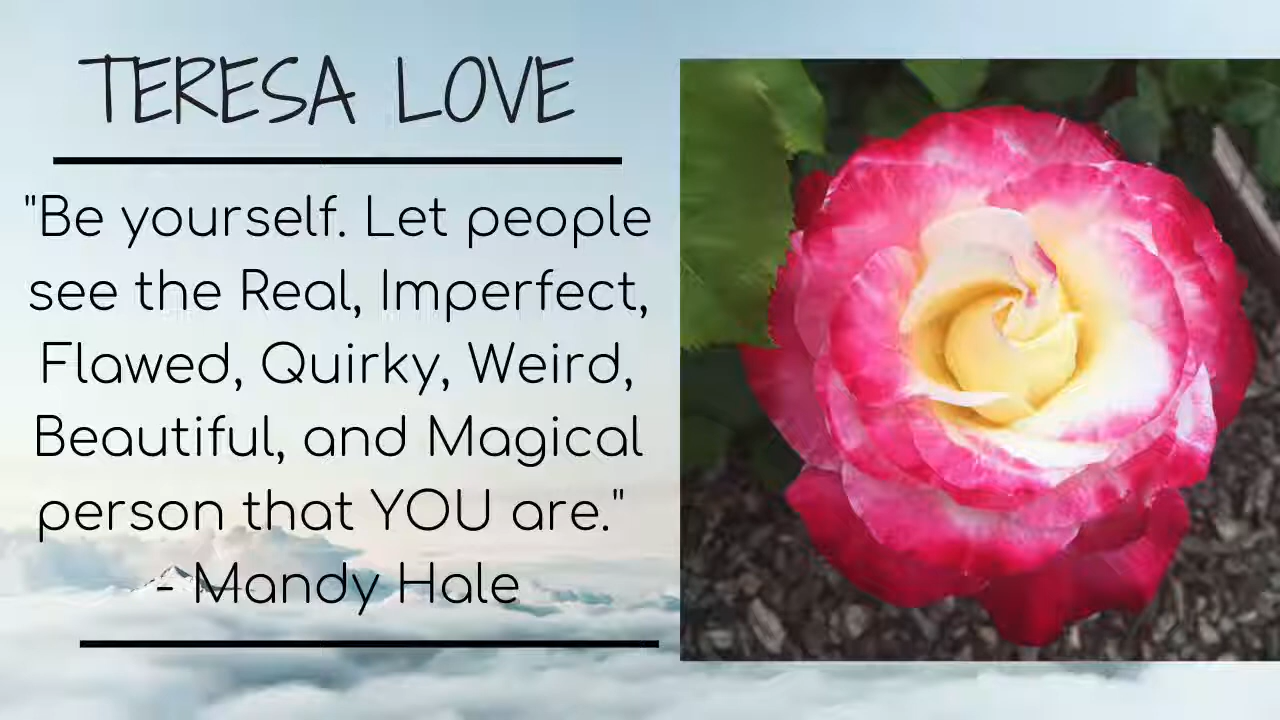 TERESA LOVE
"Be yourself. Let people
see the Real, Imperfect,
Flawed, Quirky, Weird,
Beautiful, and Magical
person that YOU are."
- Mandy Hale